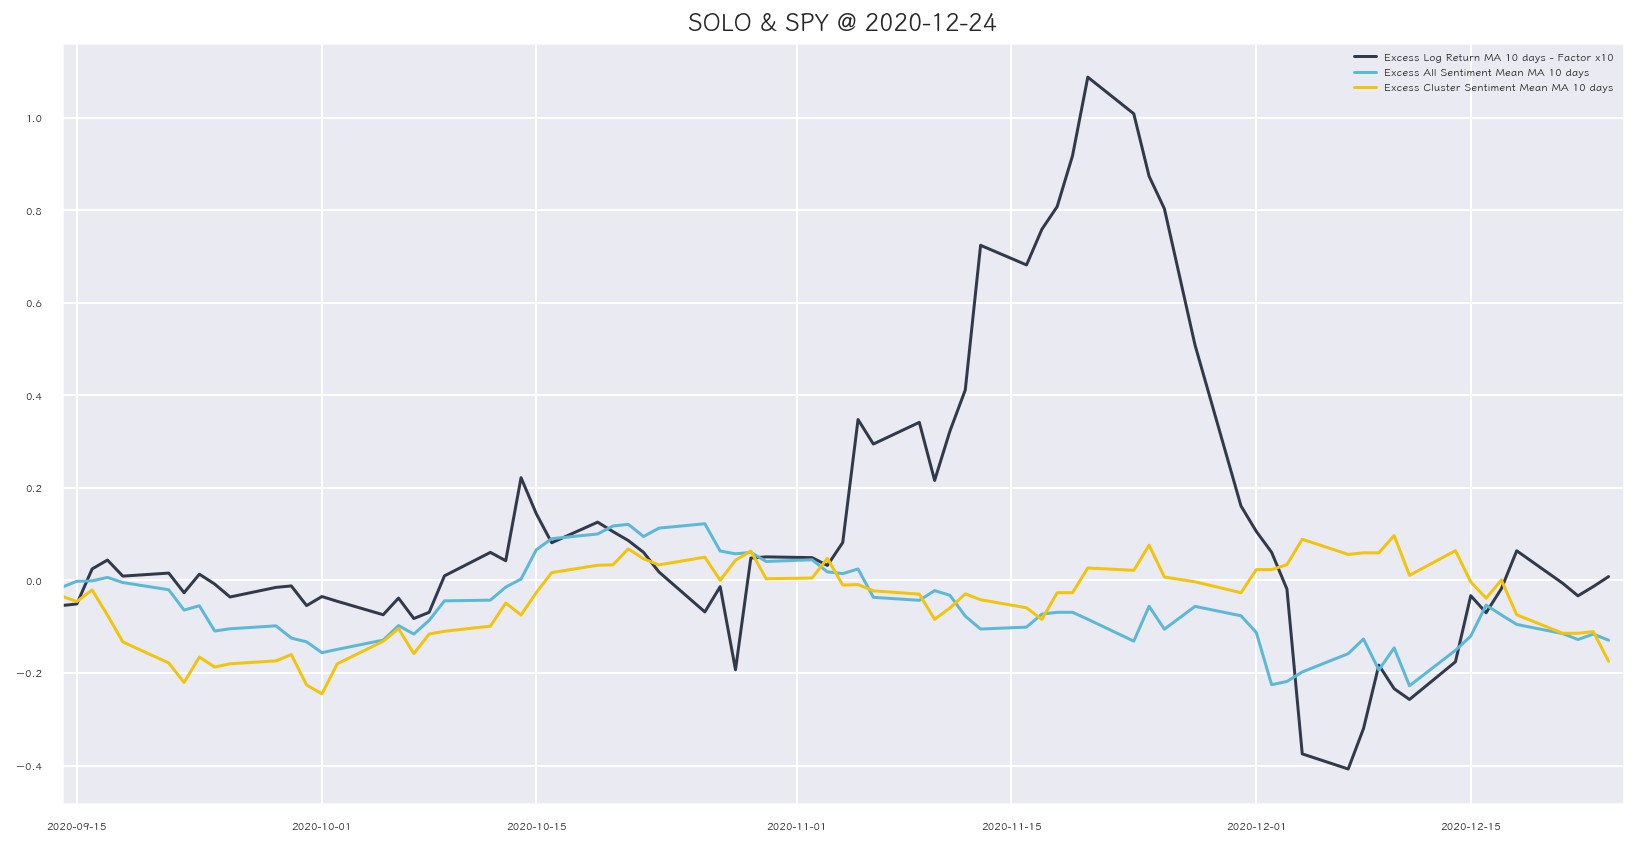 SOLO & SPY @ 2020-12-24
Excess Log Return MA 10 days - Factor x10
Excess All Sentiment Mean MA 10 days
Excess Cluster Sentiment Mean MA 10 days
1.0
0.8
0.6
0.4
0.2
0.0
−0.2
−0.4
2020-09-15 2020-10-01 2020-10-15 2020-11-01 2020-11-15 2020-12-01 2020-12-15